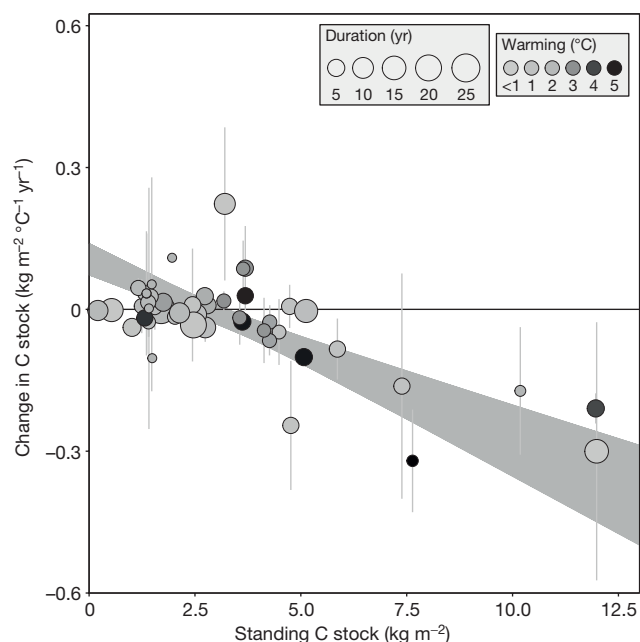 0.6
0.3
0
−0.3
−0.6
Change in C stock (kg m⁻² °C⁻¹ yr⁻¹)
Duration (yr)
5 10 15 20 25
Warming (°C)
<1 1 2 3 4 5
0 2.5 5.0 7.5 10.0 12.5
Standing C stock (kg m⁻²)